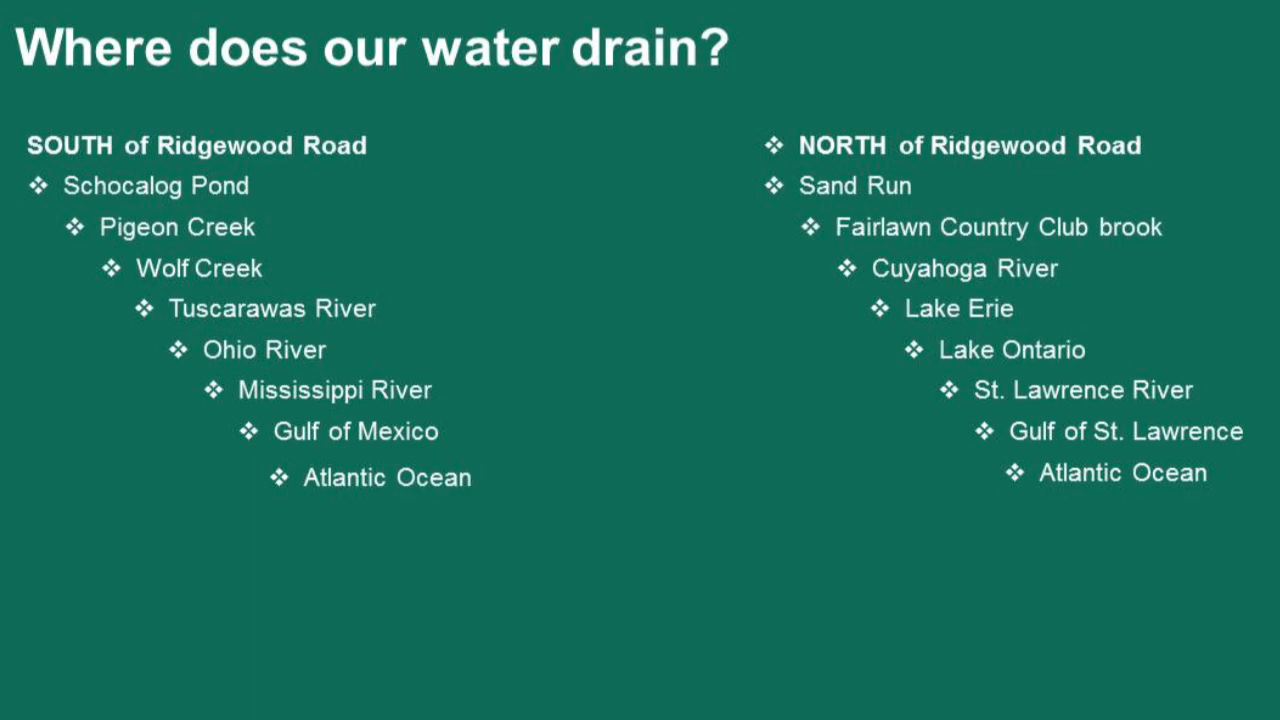 Where does our water drain?
SOUTH of Ridgewood Road
❖ Schocalog Pond
❖ Pigeon Creek
❖ Wolf Creek
❖ Tuscarawas River
❖ Ohio River
❖ Mississippi River
❖ Gulf of Mexico
❖ Atlantic Ocean
❖ NORTH of Ridgewood Road
❖ Sand Run
❖ Fairlawn Country Club brook
❖ Cuyahoga River
❖ Lake Erie
❖ Lake Ontario
❖ St. Lawrence River
❖ Gulf of St. Lawrence
❖ Atlantic Ocean